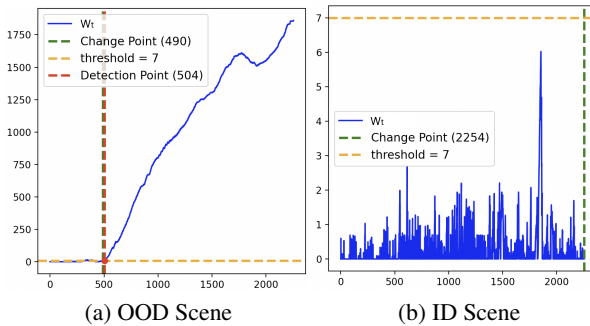 Wₜ
Change Point (490)
threshold = 7
Detection Point (504)
1750
1500
1250
1000
750
500
250
0
0
500
1000
1500
2000
(a) OOD Scene
7
6
5
4
3
2
1
0
Wₜ
Change Point (2254)
threshold = 7
0
500
1000
1500
2000
(b) ID Scene